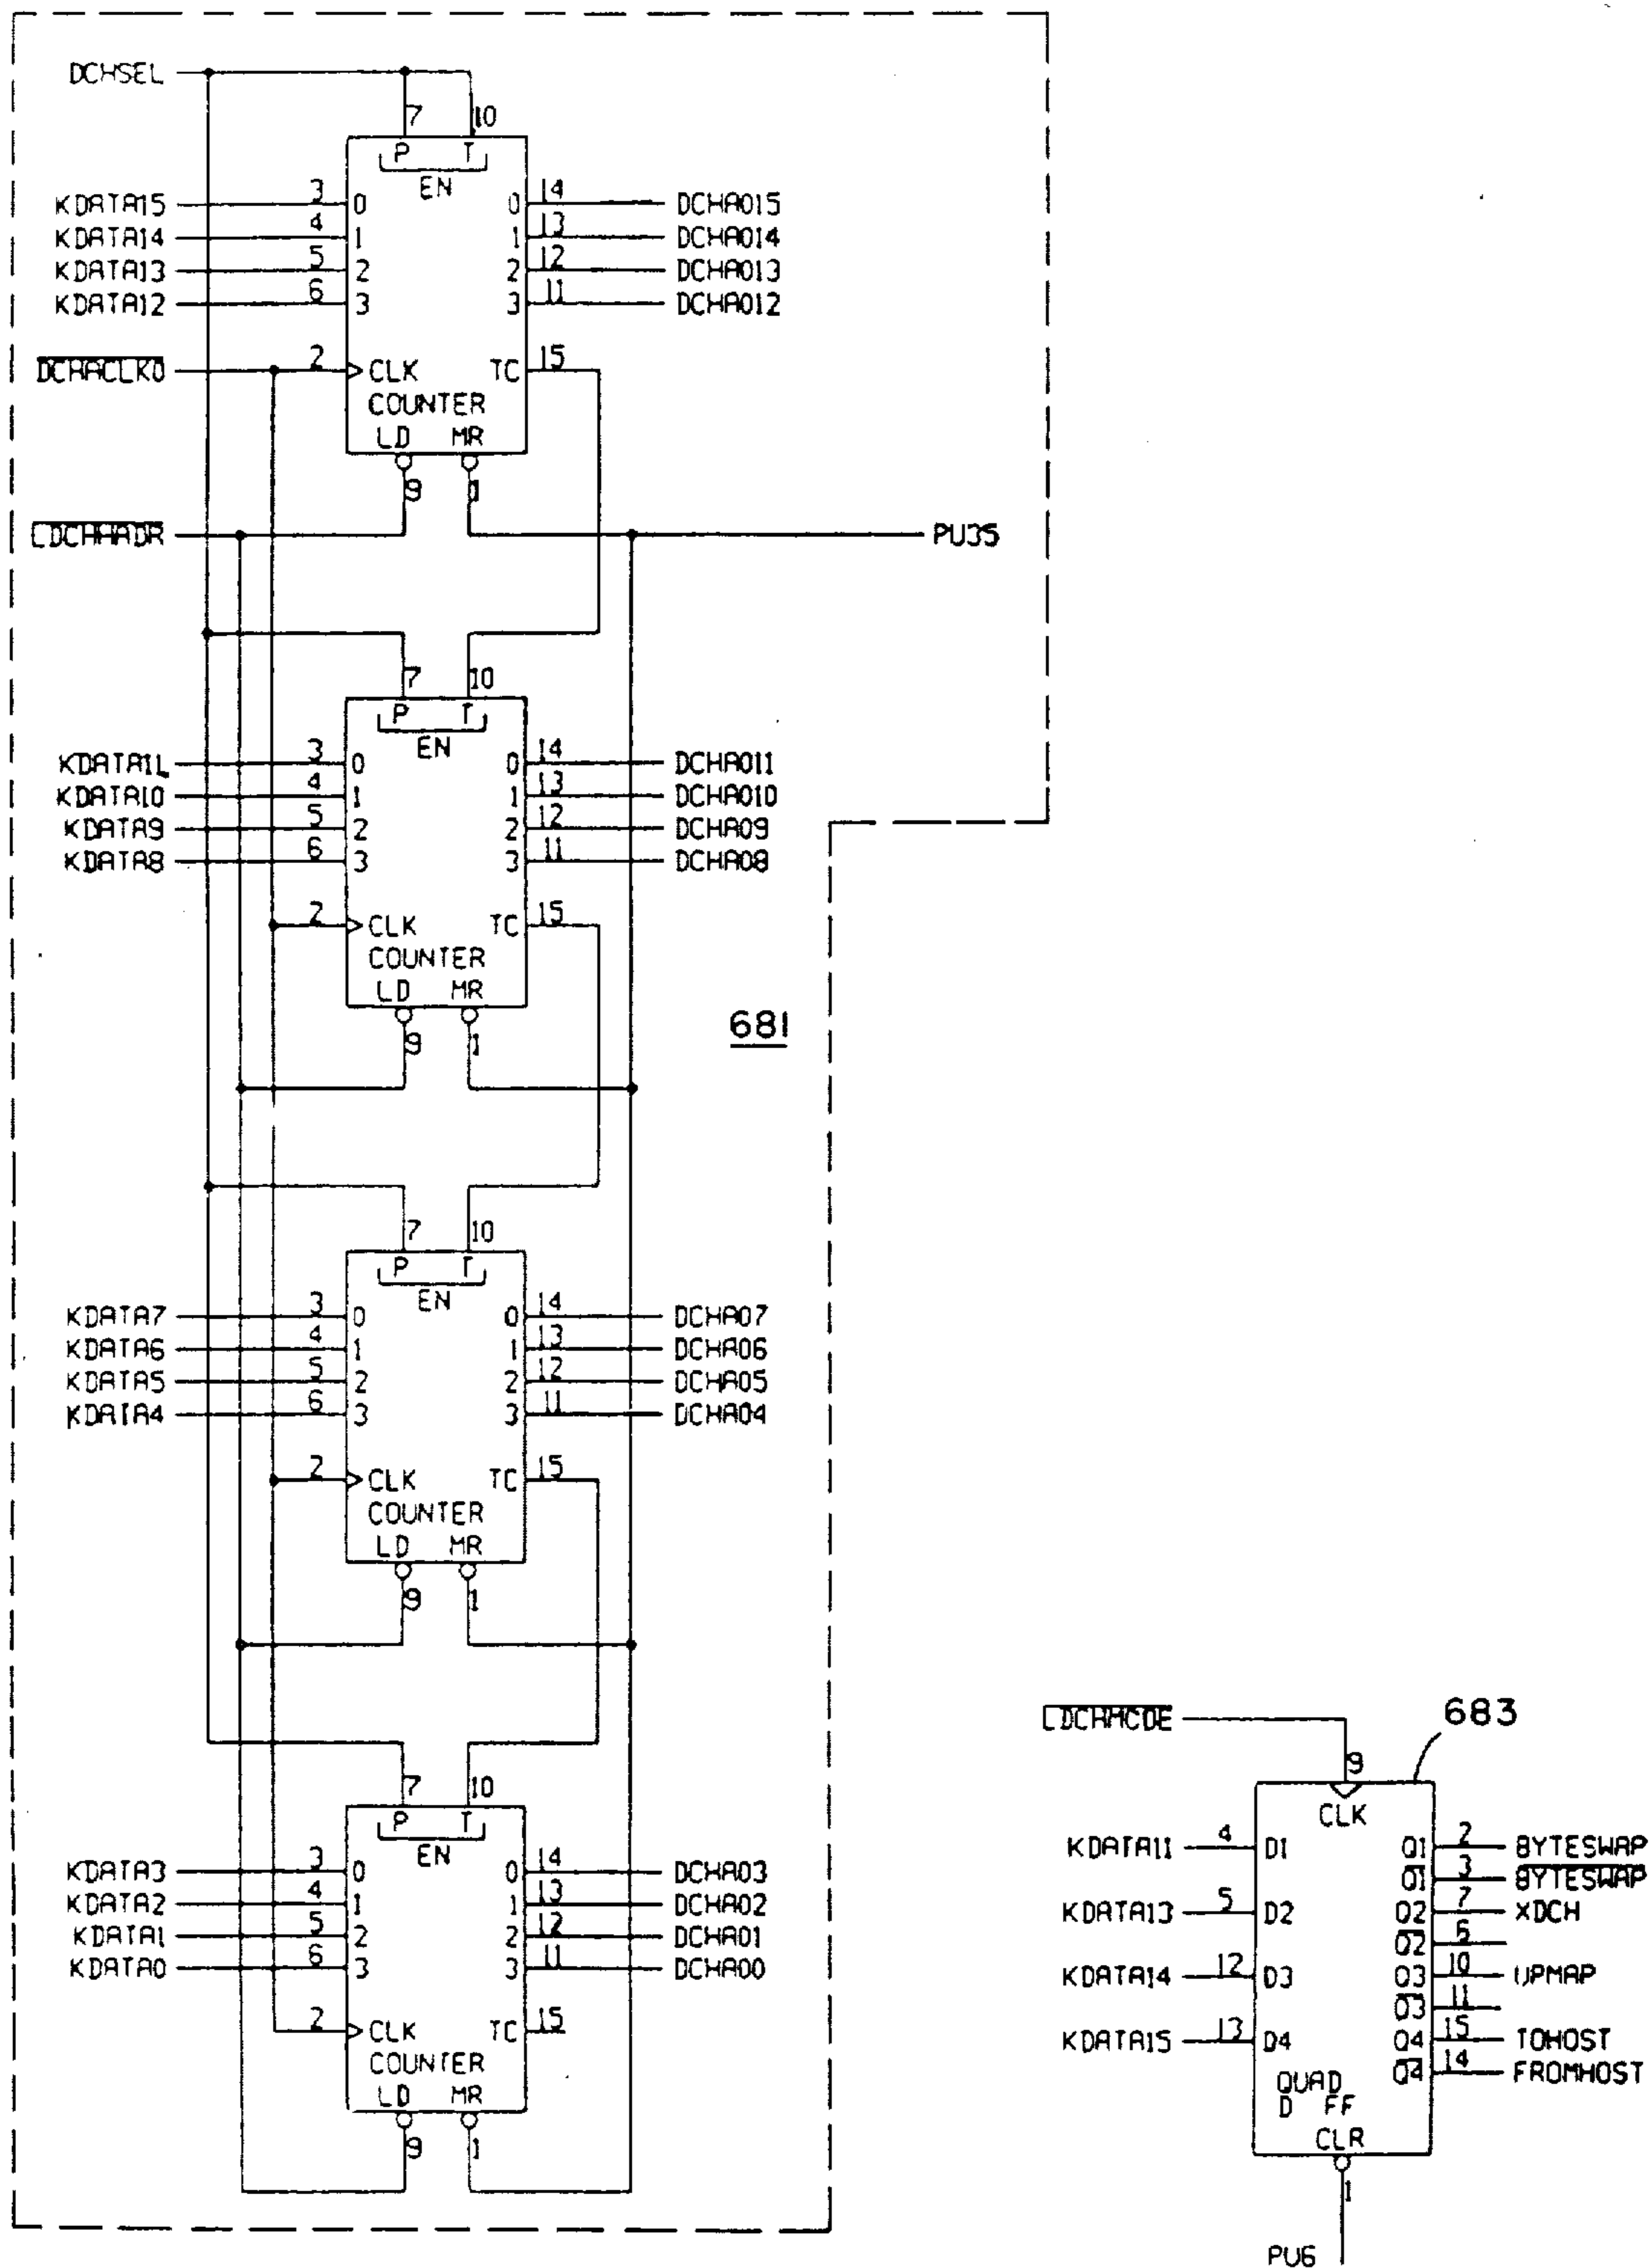 DCHSEL
7 10
P T
EN
KDATA15 3 0 0 14 DCHA015
KDATA14 4 1 1 13 DCHA014
KDATA13 5 2 2 12 DCHA013
KDATA12 6 3 3 11 DCHA012
2 CLK TC 15
COUNTER
LD MR
9 1
PU35
7 10
P T
EN
KDATA11 3 0 0 14 DCHA011
KDATA10 4 1 1 13 DCHA010
KDATA9 5 2 2 12 DCHA09
KDATA8 6 3 3 11 DCHA08
2 CLK TC 15
COUNTER
LD MR
9 1
681
7 10
P T
EN
KDATA7 3 0 0 14 DCHA07
KDATA6 4 1 1 13 DCHA06
KDATA5 5 2 2 12 DCHA05
KDATA4 6 3 3 11 DCHA04
2 CLK TC 15
COUNTER
LD MR
9 1
7 10
P T
EN
KDATA3 3 0 0 14 DCHA03
KDATA2 4 1 1 13 DCHA02
KDATA1 5 2 2 12 DCHA01
KDATA0 6 3 3 11 DCHA00
2 CLK TC 15
COUNTER
LD MR
9 1
683
9
CLK
KDATA11 4 D1 Q1 2 BYTESWAP
Q1 3 BYTESWAP
KDATA13 5 D2 Q2 7 XDCH
Q2 6
KDATA14 12 D3 Q3 10 UPMAP
Q3 11
KDATA15 13 D4 Q4 15 TOHOST
Q4 14 FROMHOST
QUAD
D FF
CLR
1
PU6